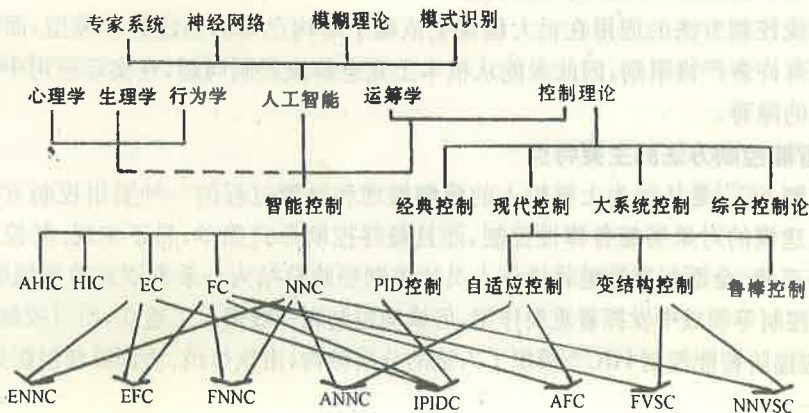 专家系统 神经网络 模糊理论 模式识别
心理学 生理学 行为学 人工智能 运筹学 控制理论
的障碍
智能控制 经典控制 现代控制 大系统控制 综合控制论
AHIC HIC EC FC NNC PID控制 自适应控制 变结构控制 鲁棒控制
ENNC EFC FNNC ANNC IPIDC AFC FVSC NNVSC